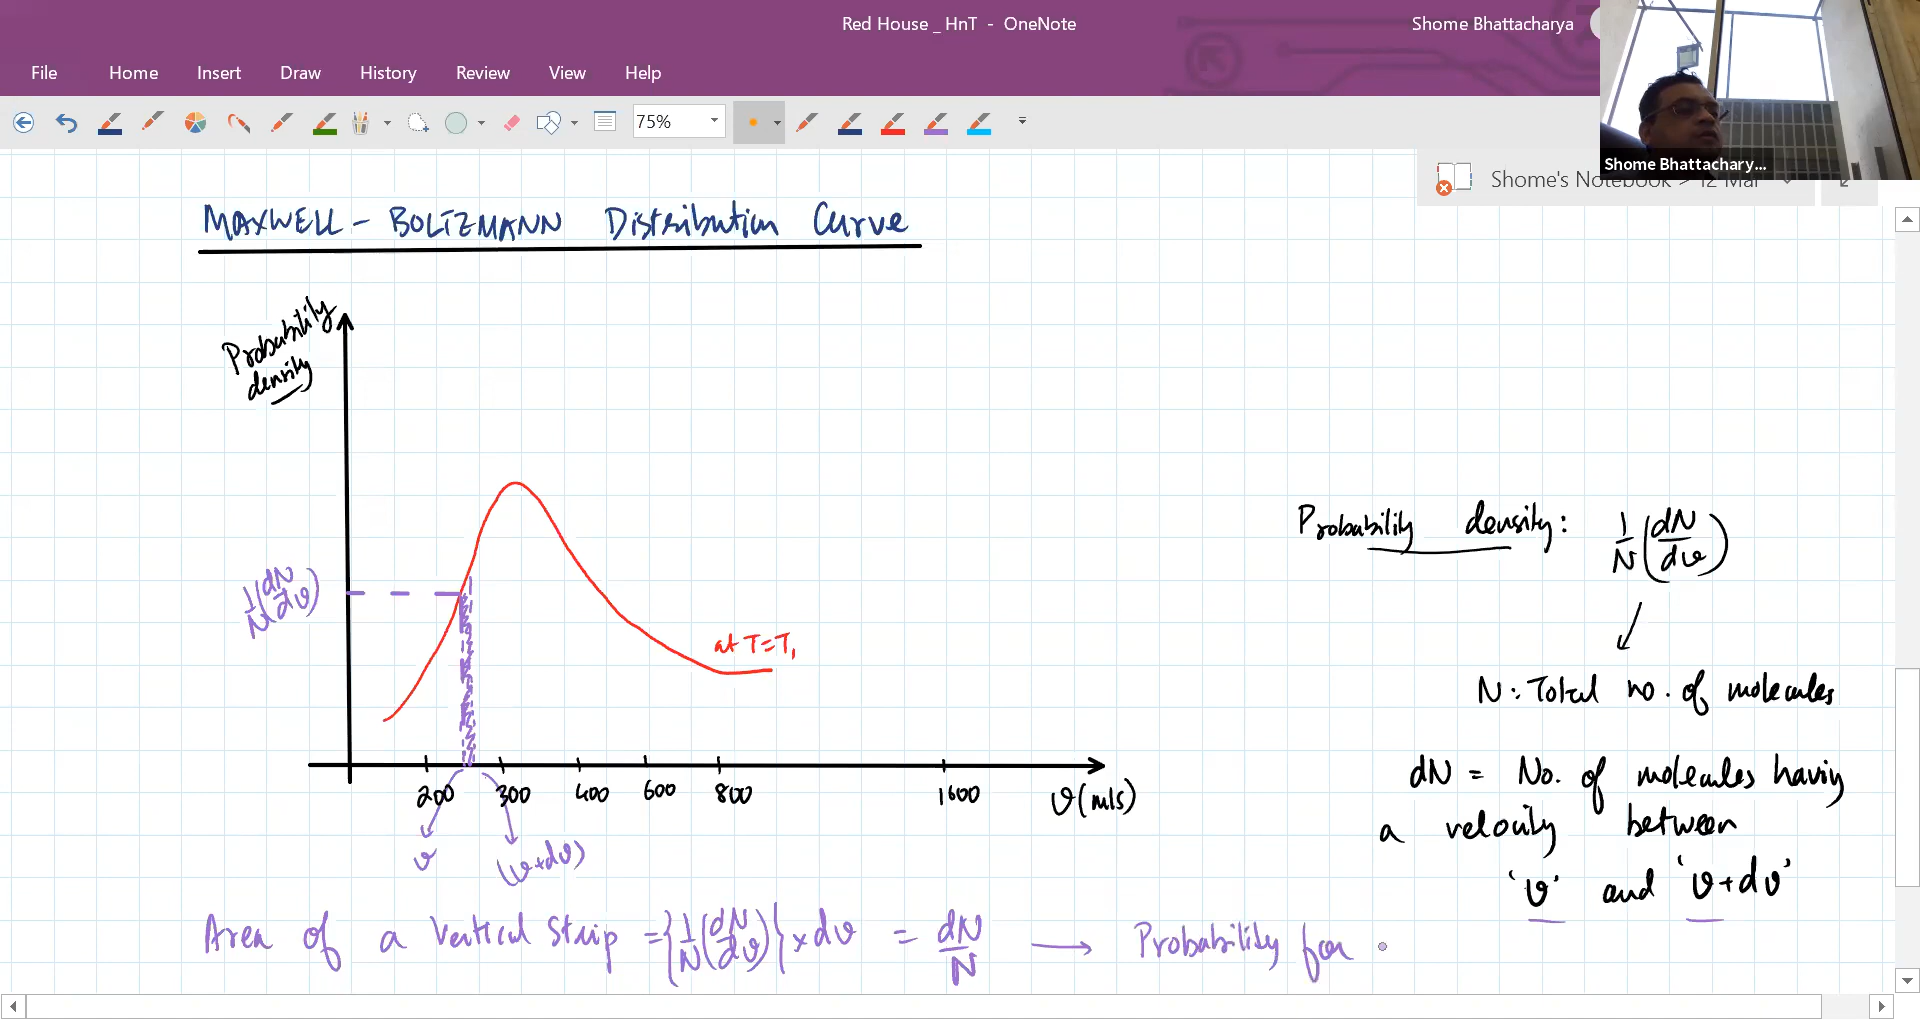 Red House _ HnT - OneNote
Shome Bhattacharya
File Home Insert Draw History Review View Help
75%
Shome Bhattachary...
Shome's Notebook > 12 Mar
MAXWELL - BOLTZMANN Distribution Curve
Probability
density
1/N (dN/dv)
at T = T₁
200 300 400 600 800 1600 v (m/s)
v (v+dv)
Probability density: 1/N (dN/dv)
N: Total no. of molecules
dN = No. of molecules having
a velocity between
'v' and 'v+dv'
Area of a Vertical Strip = {1/N (dN/dv)} × dv = dN/N → Probability for